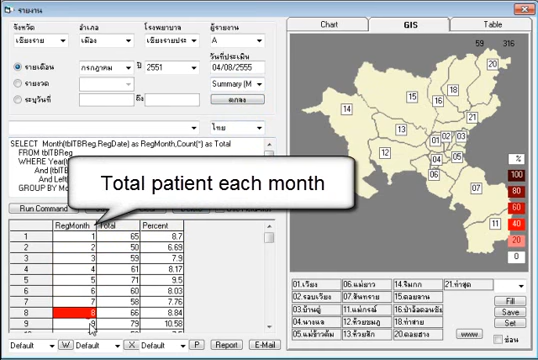 รายงาน
จังหวัด อำเภอ โรงพยาบาล ผู้รายงาน
เชียงราย เมือง เชียงรายประ A
รายเดือน กรกฎาคม ปี 2551
วันที่ประเมิน
04/08/2555
รายงวด
Summary [M
ระบุวันที่ ถึง ตกลง
ไทย
SELECT Month(tblTBReg.RegDate) as RegMonth,Count(*) as Total
FROM tblTBReg
WHERE Year(t
And (tblTB
And Left(
GROUP BY Mo
Total patient each month
Run Command
RegMonth Total Percent
1 1 65 8.7
2 2 50 6.69
3 3 59 7.9
4 4 61 8.17
5 5 71 9.5
6 6 60 8.03
7 7 58 7.76
8 8 66 8.84
9 9 79 10.58
Default W Default X Default P Report E-Mail
Chart GIS Table
59 316
20
15
16
18
21
14
13
01 02 03
12
04 05
06
07
11
%
100
80
60
40
20
0
01.เวียง 06.แม่ยาว 14.ริมกก 21.ท่าสุด
02.รอบเวียง 07.สันทราย 15.ดอยลาน
03.บ้านดู่ 11.แม่กรณ์ 16.ป่าอ้อดอนชัย
04.นางแล 12.ห้วยชมภู 18.ท่าสาย
05.แม่ข้าวต้ม 13.ห้วยสัก 20.ดอยฮาง
Fill
Save
Set
www
ซ่อน